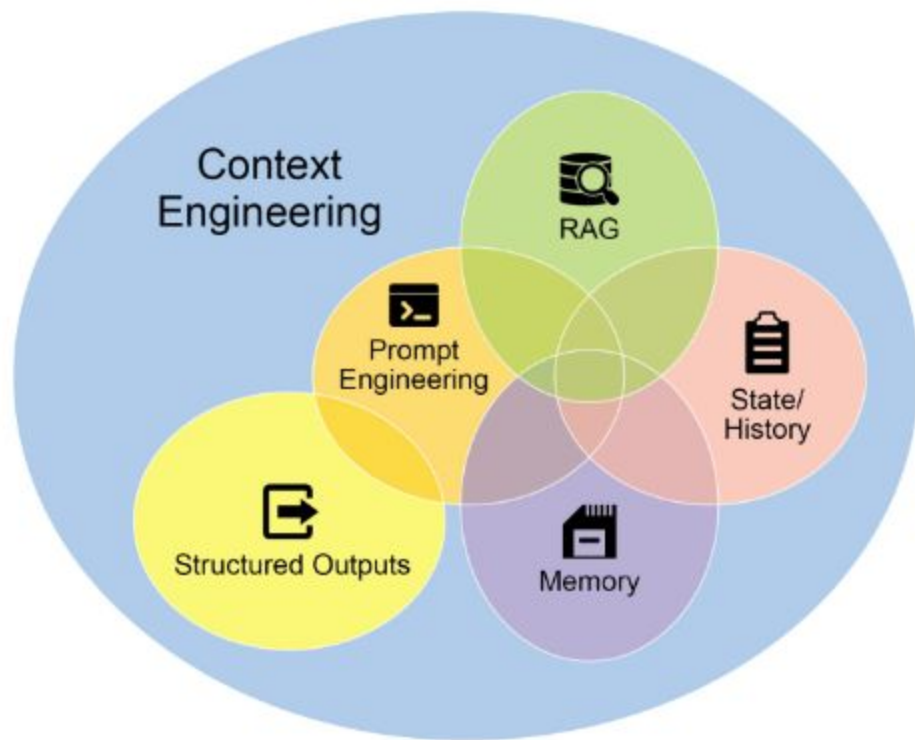 Context
Engineering
RAG
Prompt
Engineering
State/
History
Structured Outputs
Memory